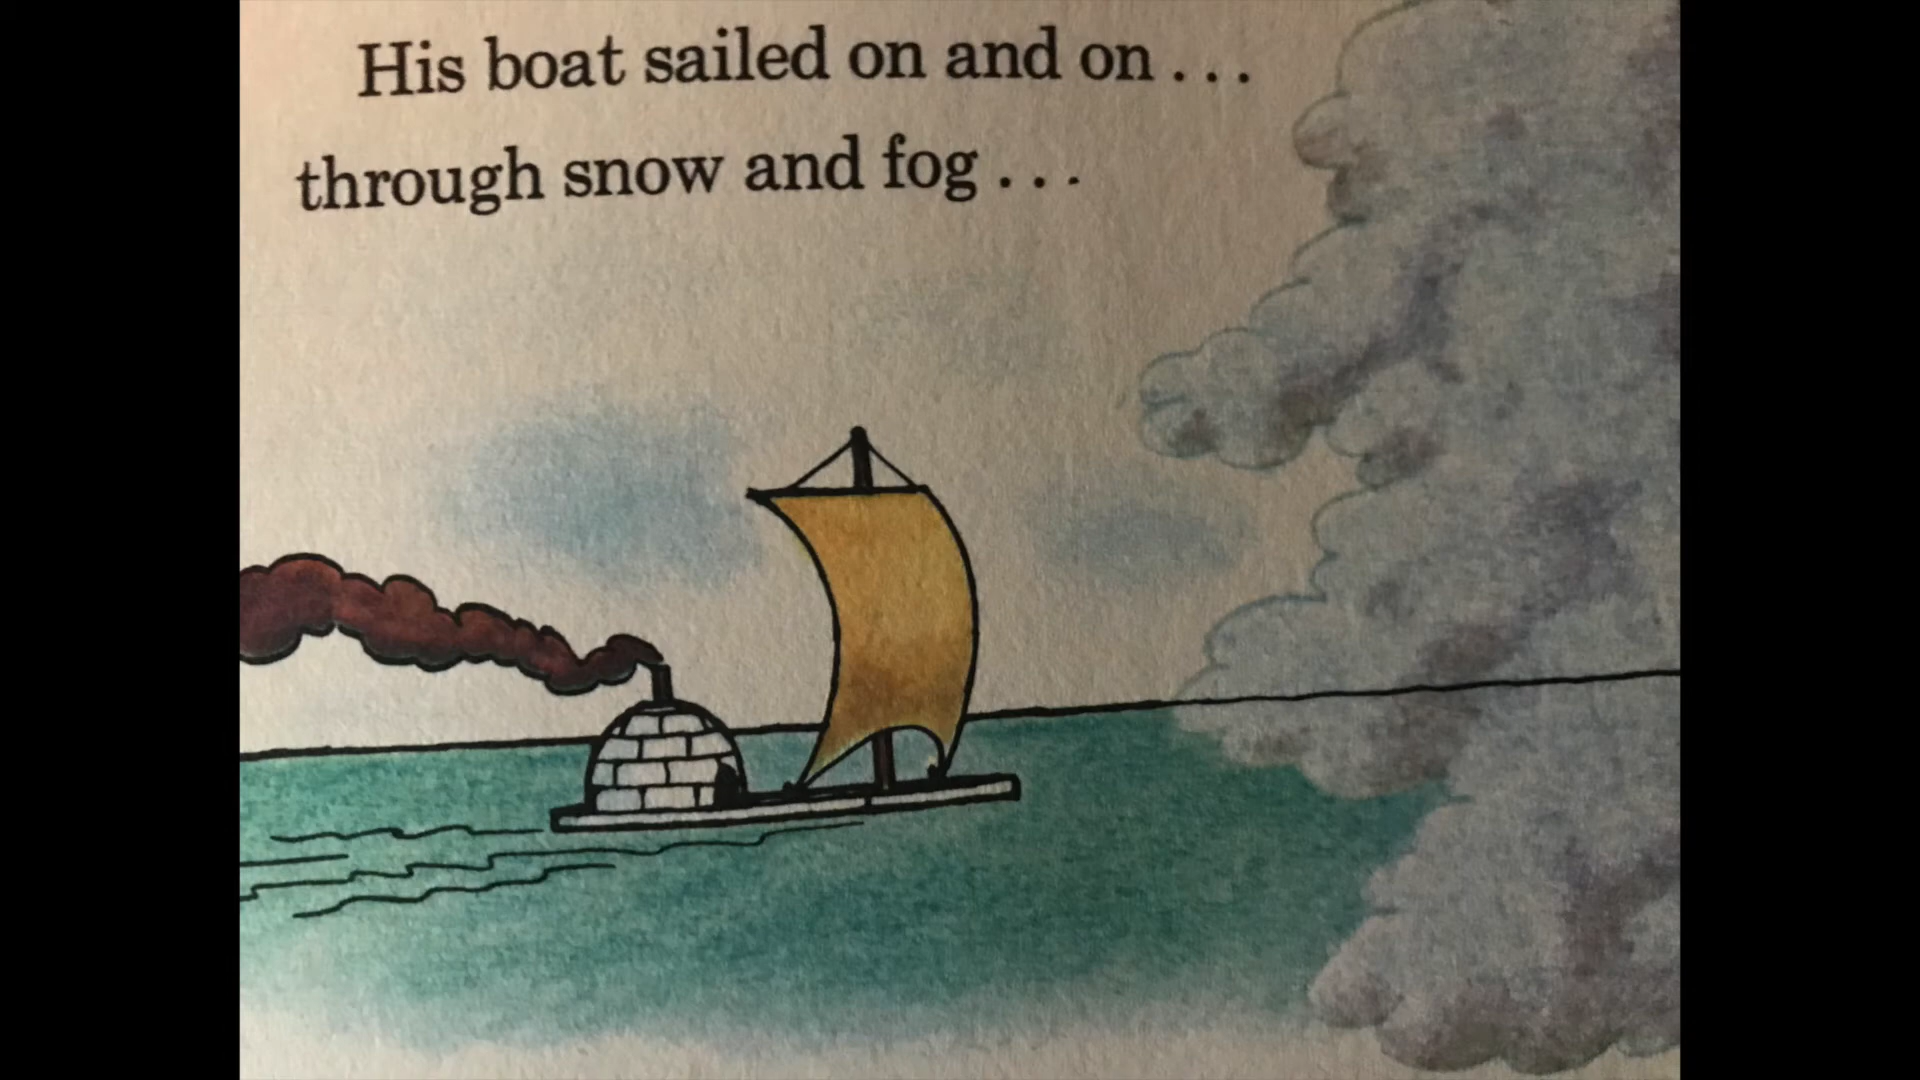 His boat sailed on and on . . .
through snow and fog . . .